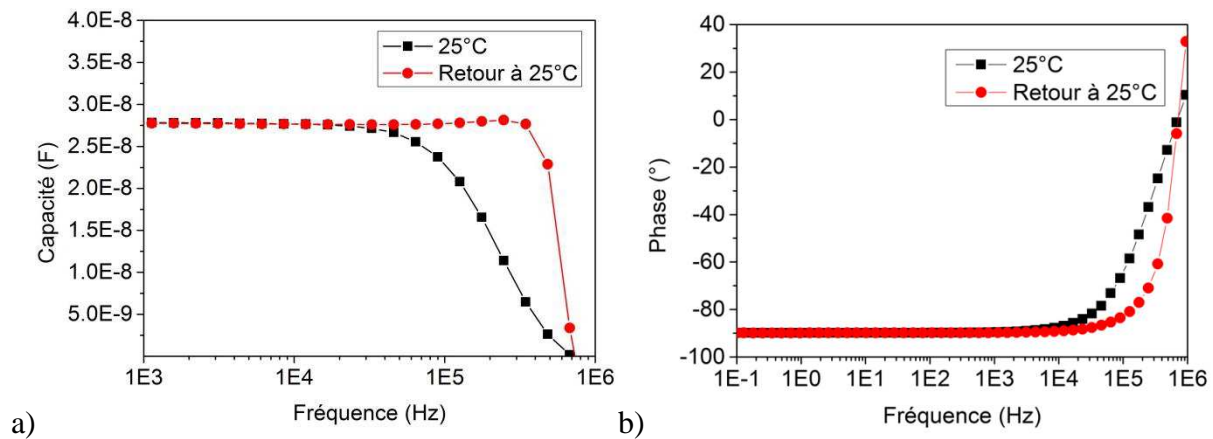 4.0E-8
3.5E-8
3.0E-8
2.5E-8
2.0E-8
1.5E-8
1.0E-8
5.0E-9
Capacité (F)
25°C
Retour à 25°C
1E3 1E4 1E5 1E6
Fréquence (Hz)
a)
40
20
0
-20
-40
-60
-80
-100
Phase (°)
25°C
Retour à 25°C
1E-1 1E0 1E1 1E2 1E3 1E4 1E5 1E6
Fréquence (Hz)
b)